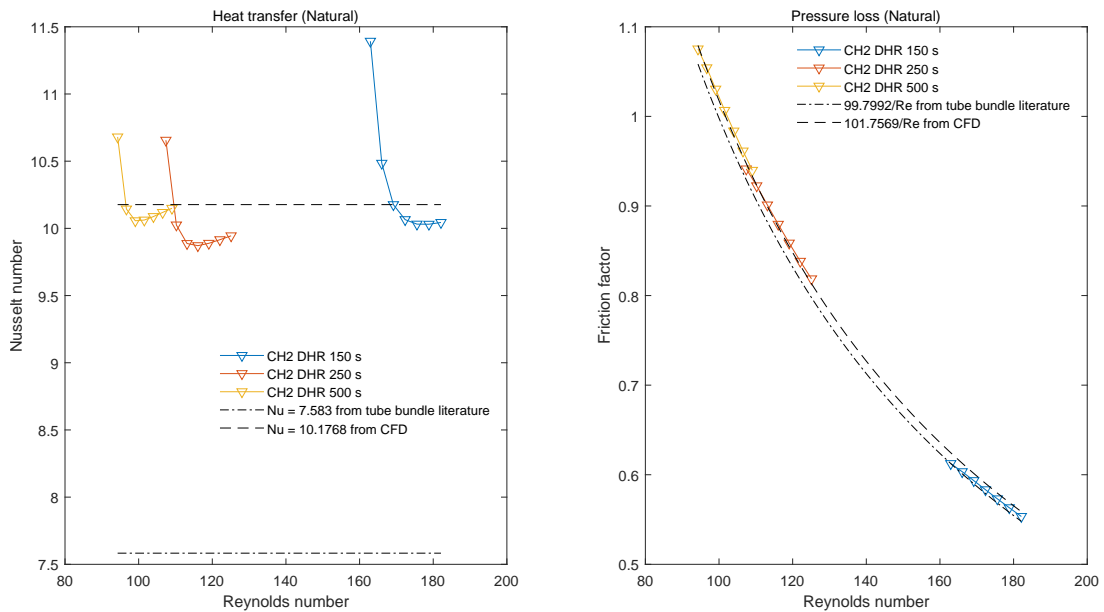 Heat transfer (Natural)
11.5
11
10.5
10
9.5
9
8.5
8
7.5
Nusselt number
CH2 DHR 150 s
CH2 DHR 250 s
CH2 DHR 500 s
Nu = 7.583 from tube bundle literature
Nu = 10.1768 from CFD
80 100 120 140 160 180 200
Reynolds number
Pressure loss (Natural)
1.1
1
0.9
0.8
0.7
0.6
0.5
Friction factor
CH2 DHR 150 s
CH2 DHR 250 s
CH2 DHR 500 s
99.7992/Re from tube bundle literature
101.7569/Re from CFD
80 100 120 140 160 180 200
Reynolds number